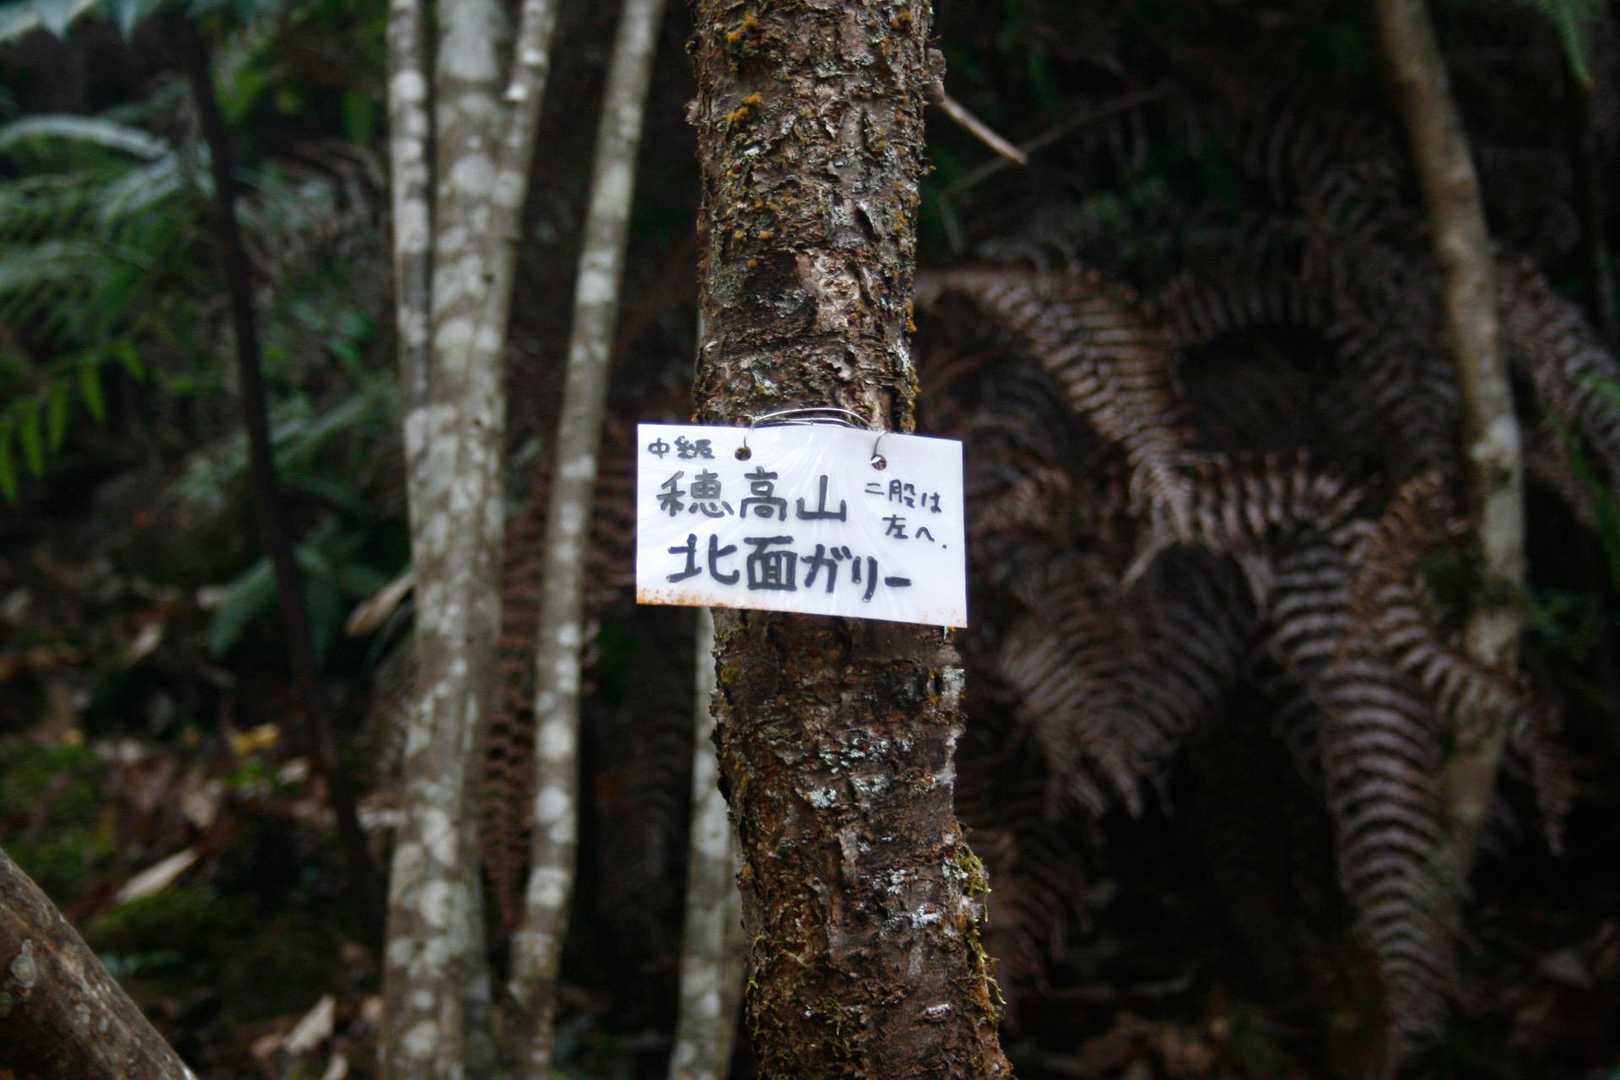 中級
穂高山
二股は
左へ.
北面ガリー